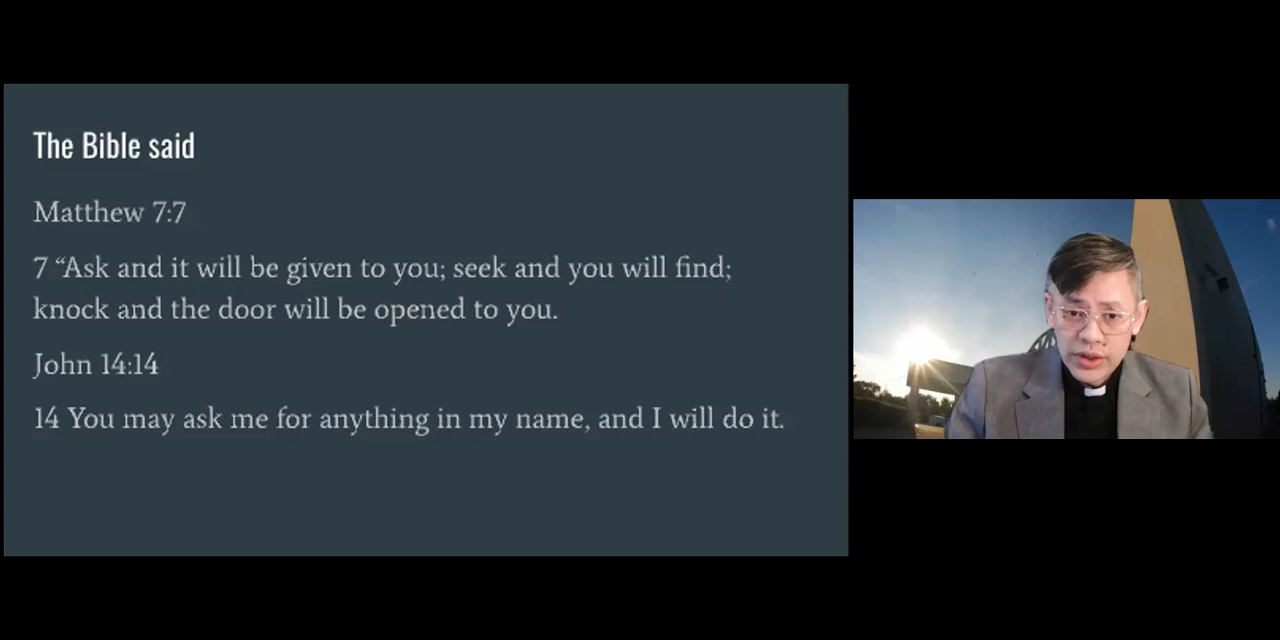 The Bible said
Matthew 7:7
7 “Ask and it will be given to you; seek and you will find;
knock and the door will be opened to you.
John 14:14
14 You may ask me for anything in my name, and I will do it.